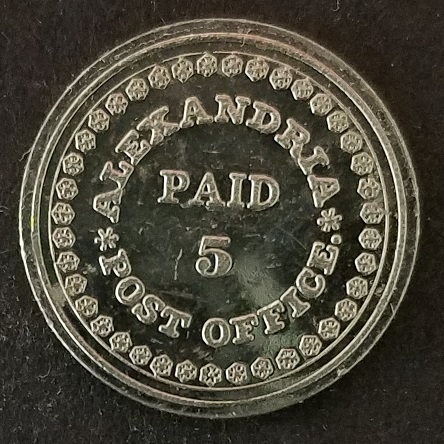 ALEXANDRIA
PAID
5
* POST OFFICE. *